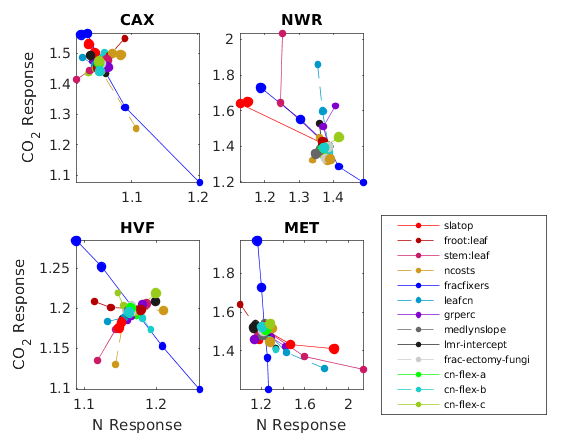 CAX
NWR
CO2 Response
1.5
1.4
1.3
1.2
1.1
1.1
1.2
2
1.8
1.6
1.4
1.2
1.2
1.3
1.4
HVF
MET
CO2 Response
1.25
1.2
1.15
1.1
1.1
1.2
N Response
1.8
1.6
1.4
1.2
1.2
1.6
2
N Response
slatop
froot:leaf
stem:leaf
ncosts
fracfixers
leafcn
grperc
medlynslope
lmr-intercept
frac-ectomy-fungi
cn-flex-a
cn-flex-b
cn-flex-c